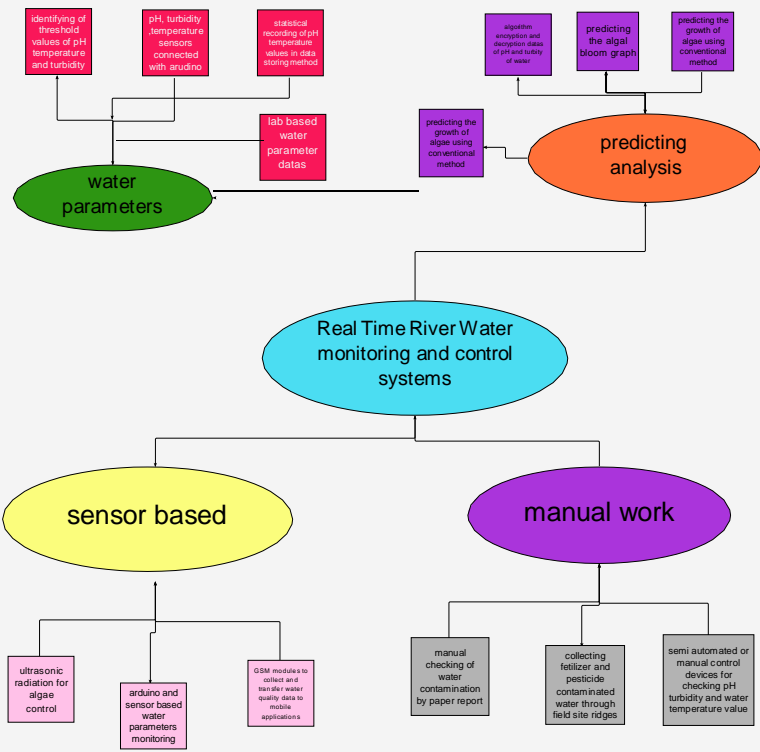 identifying of
threshold
values of pH
temperature
and turbidity
pH, turbidity
,temperature
sensors
connected
with arudino
statistical
recording of pH
temperature
values in data
storing method
lab based
water
parameter
datas
water
parameters
algorithm
encryption and
decryption datas
of pH and turbity
of water
predicting
the algal
bloom graph
predicting the
growth of
algae using
conventional
method
predicting the
growth of
algae using
conventional
method
predicting
analysis
Real Time River Water
monitoring and control
systems
sensor based
manual work
ultrasonic
radiation for
algae
control
arduino and
sensor based
water
parameters
monitoring
GSM modules to
collect and
transfer water
quality data to
mobile
applications
manual
checking of
water
contamination
by paper report
collecting
fetilizer and
pesticide
contaminated
water through
field site ridges
semi automated or
manual control
devices for
checking pH
turbidity and water
temperature value